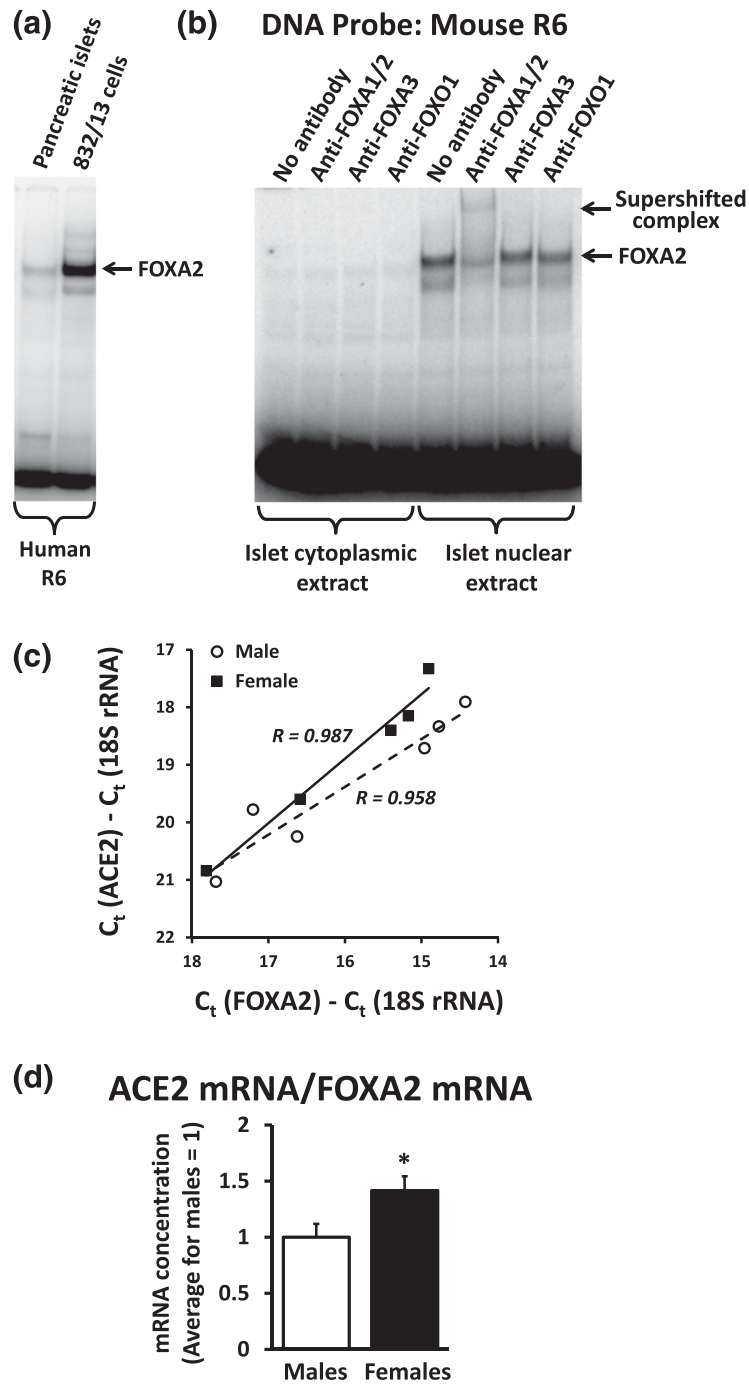 (a)
Pancreatic islets
832/13 cells
FOXA2
Human
R6
(b)
DNA Probe: Mouse R6
No antibody
Anti-FOXA1/2
Anti-FOXA3
Anti-FOXO1
No antibody
Anti-FOXA1/2
Anti-FOXA3
Anti-FOXO1
Supershifted
complex
FOXA2
Islet cytoplasmic
extract
Islet nuclear
extract
(c)
Male
Female
R = 0.987
R = 0.958
17
18
19
20
21
22
18
17
16
15
14
Ct (ACE2) - Ct (18S rRNA)
Ct (FOXA2) - Ct (18S rRNA)
(d)
ACE2 mRNA/FOXA2 mRNA
mRNA concentration
(Average for males = 1)
2
1.5
1
0.5
0
*
Males
Females